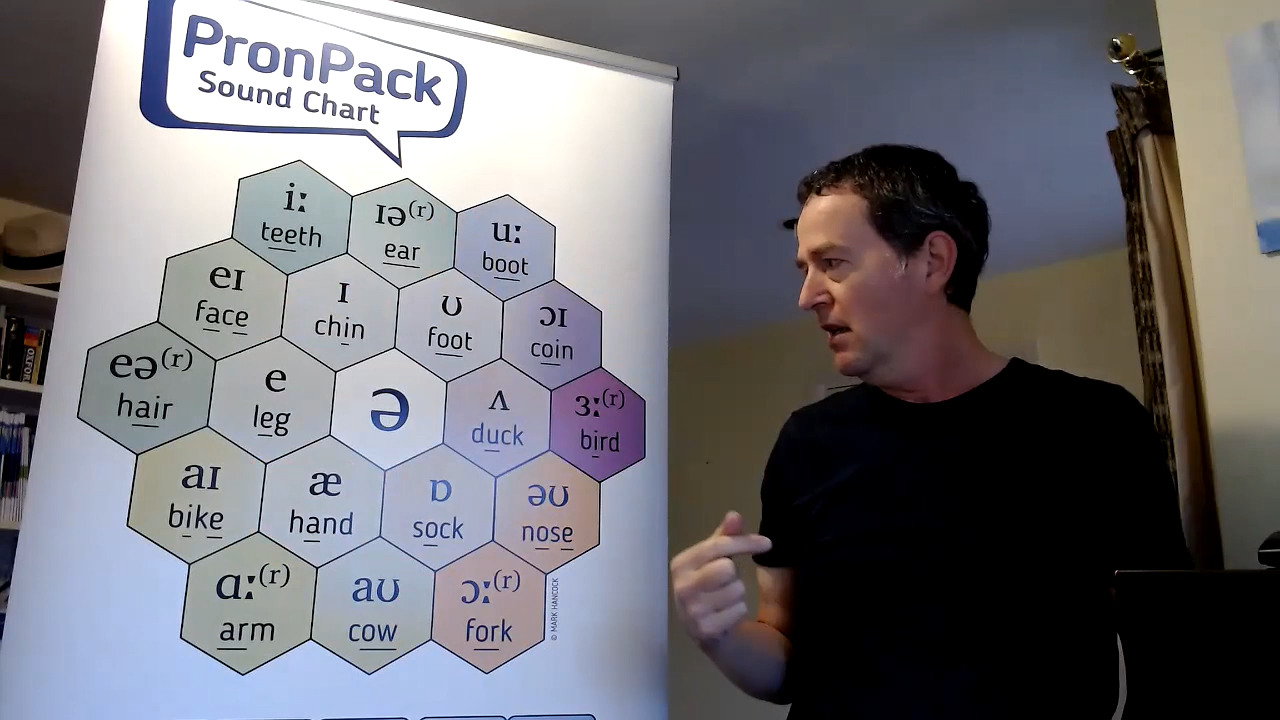 PronPack
Sound Chart
iː
teeth
ɪə(r)
ear
uː
boot
eɪ
face
ɪ
chin
ʊ
foot
ɔɪ
coin
eə(r)
hair
e
leg
ə
ʌ
duck
ɜː(r)
bird
aɪ
bike
æ
hand
ɒ
sock
əʊ
nose
ɑː(r)
arm
aʊ
cow
ɔː(r)
fork
© MARK HANCOCK
OXFORD